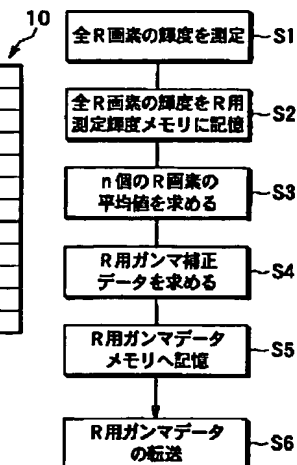 10
全R画素の輝度を測定
S1
全R画素の輝度をR用
測定輝度メモリに記憶
S2
n個のR画素の
平均値を求める
S3
R用ガンマ補正
データを求める
S4
R用ガンマデータ
メモリへ記憶
S5
R用ガンマデータ
の転送
S6